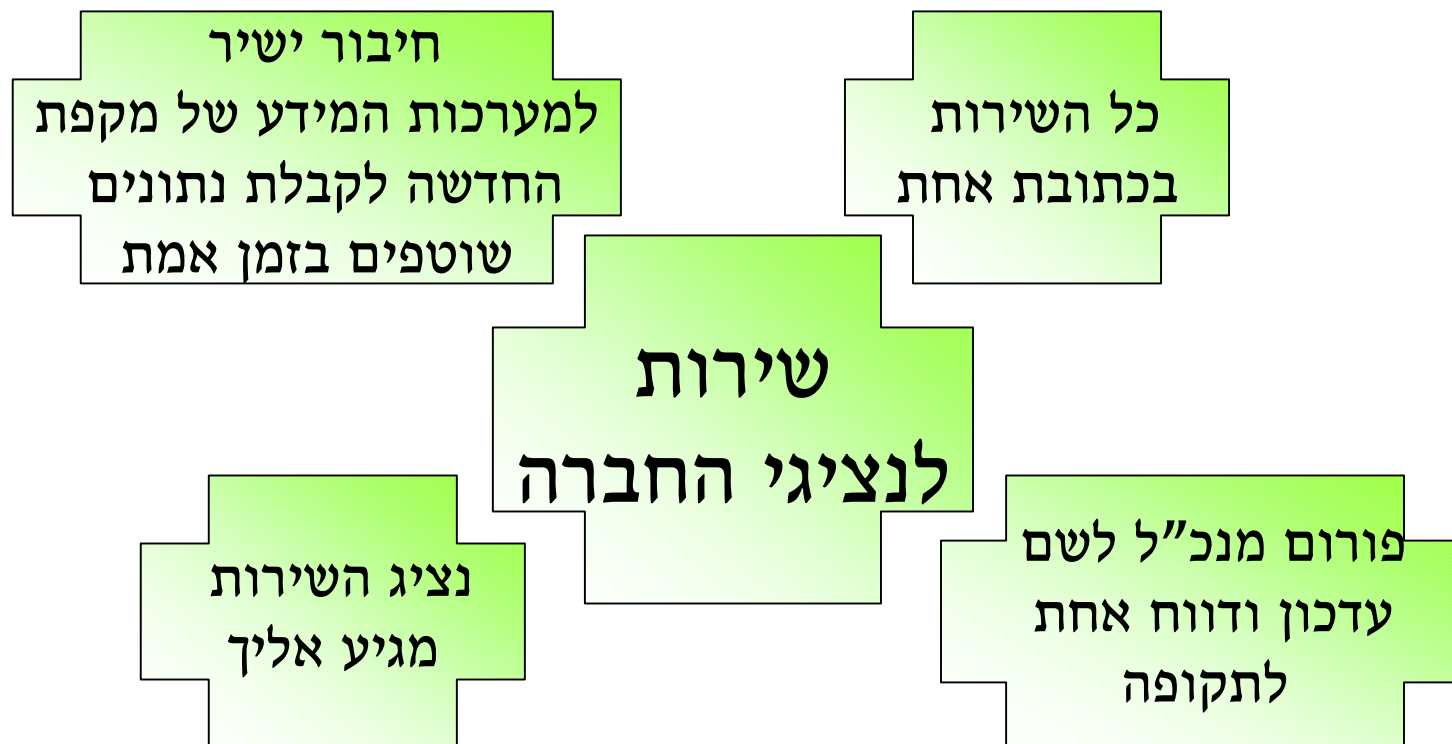 כל השירות
בכתובת אחת
חיבור ישיר
למערכות המידע של מקפת
החדשה לקבלת נתונים
שוטפים בזמן אמת
שירות
לנציגי החברה
פורום מנכ"ל לשם
עדכון ודווח אחת
לתקופה
נציג השירות
מגיע אליך